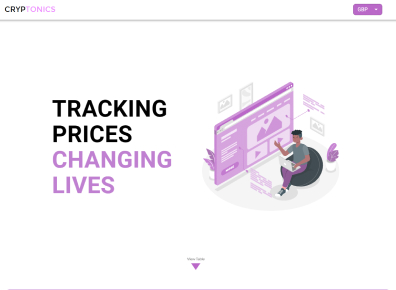 CRYPTONICS
GBP
TRACKING
PRICES
CHANGING
LIVES
View Table